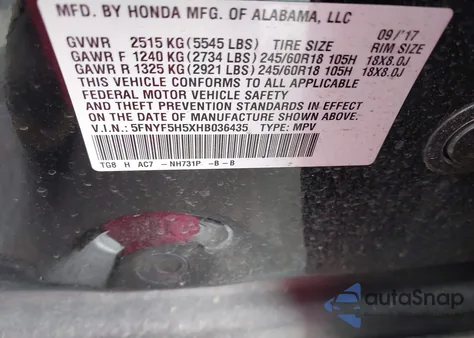 MFD. BY HONDA MFG. OF ALABAMA, LLC 09/'17
GVWR 2515 KG (5545 LBS) TIRE SIZE RIM SIZE
GAWR F 1240 KG (2734 LBS) 245/60R18 105H 18X8.0J
GAWR R 1325 KG (2921 LBS) 245/60R18 105H 18X8.0J
THIS VEHICLE CONFORMS TO ALL APPLICABLE
FEDERAL MOTOR VEHICLE SAFETY
AND THEFT PREVENTION STANDARDS IN EFFECT
ON THE DATE OF MANUFACTURE SHOWN ABOVE.
V.I.N.: 5FNYF5H5XHB036435 TYPE: MPV
TG8 H AC7 - NH731P -B -B
autoSnap